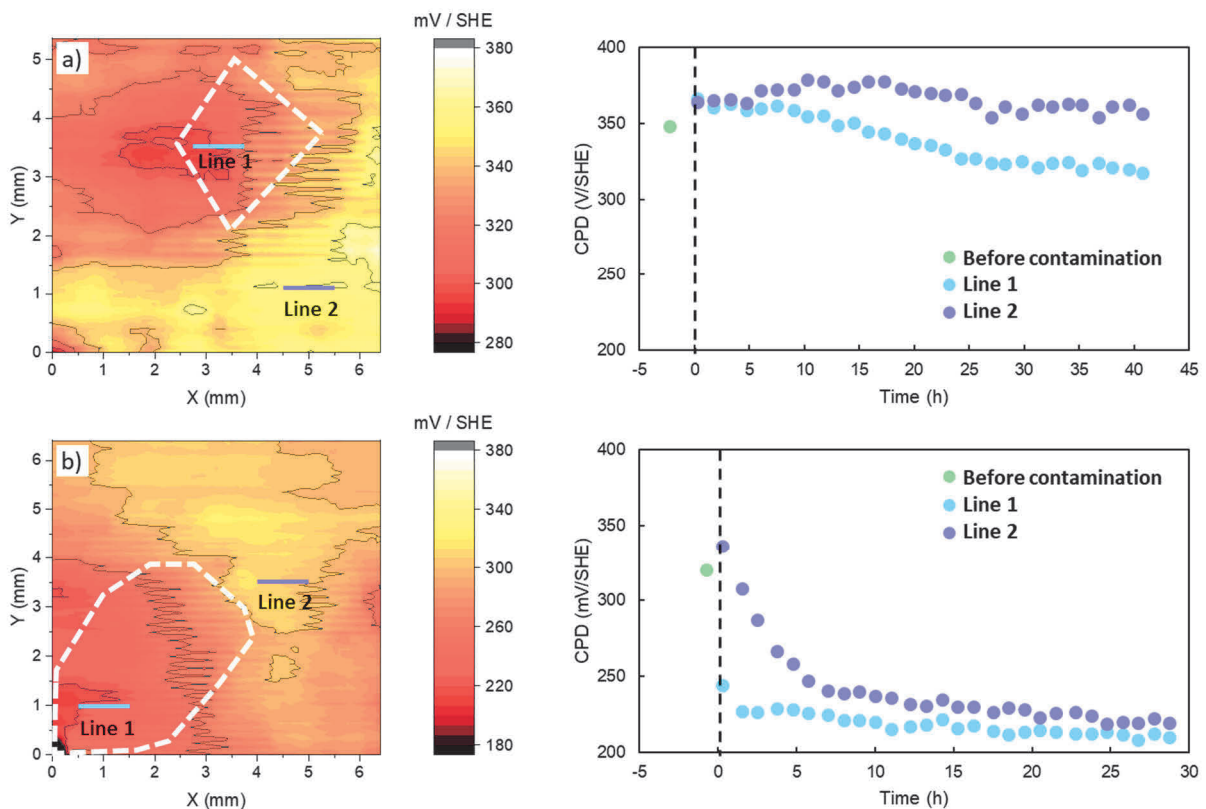 mV / SHE
a)
5
4
3
2
1
0
Y (mm)
Line 1
Line 2
0 1 2 3 4 5 6
X (mm)
380
360
340
320
300
280
400
350
300
250
200
CPD (V/SHE)
Before contamination
Line 1
Line 2
-5 0 5 10 15 20 25 30 35 40 45
Time (h)
mV / SHE
b)
6
5
4
3
2
1
0
Y (mm)
Line 2
Line 1
0 1 2 3 4 5 6
X (mm)
380
340
300
260
220
180
400
350
300
250
200
CPD (mV/SHE)
Before contamination
Line 1
Line 2
-5 0 5 10 15 20 25 30
Time (h)